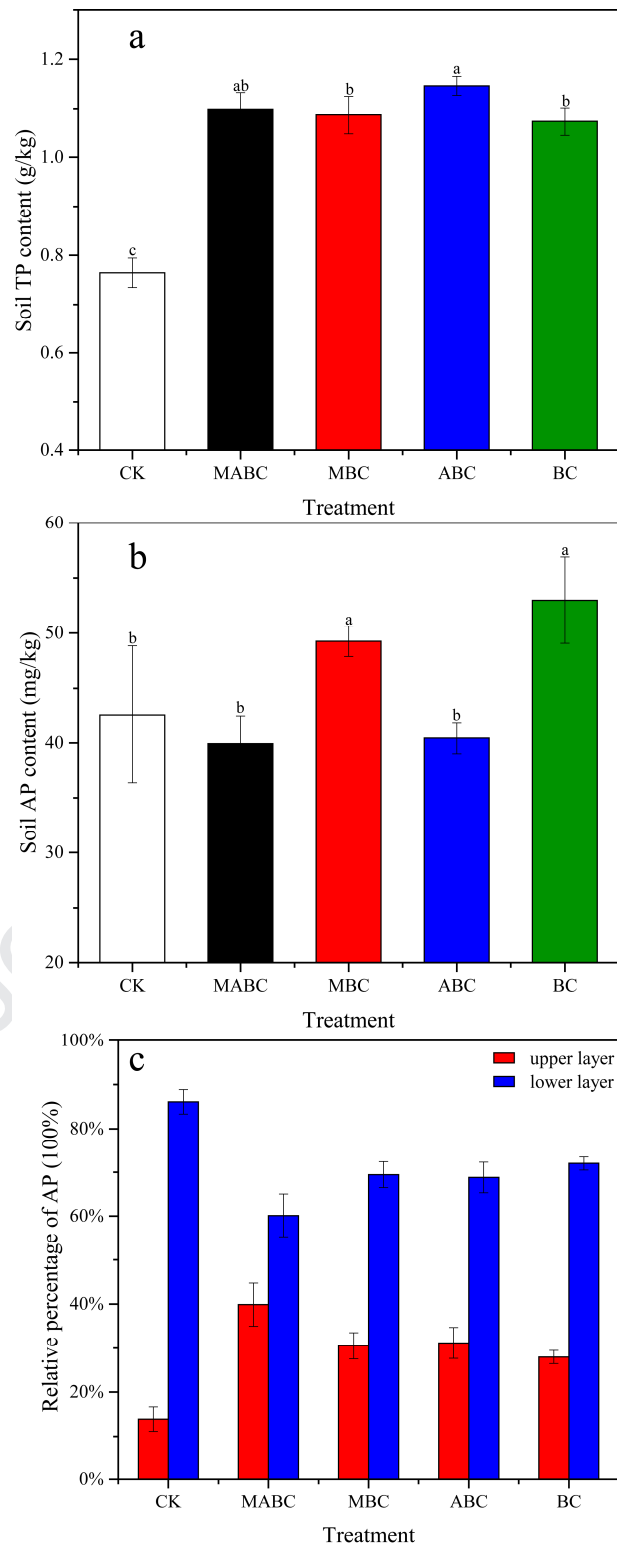 a
Soil TP content (g/kg)
1.2
1.0
0.8
0.6
0.4
c
ab
b
a
b
CK MABC MBC ABC BC
Treatment
b
Soil AP content (mg/kg)
60
50
40
30
20
b
b
a
b
a
CK MABC MBC ABC BC
Treatment
c
upper layer
lower layer
Relative percentage of AP (100%)
100%
80%
60%
40%
20%
0%
CK MABC MBC ABC BC
Treatment